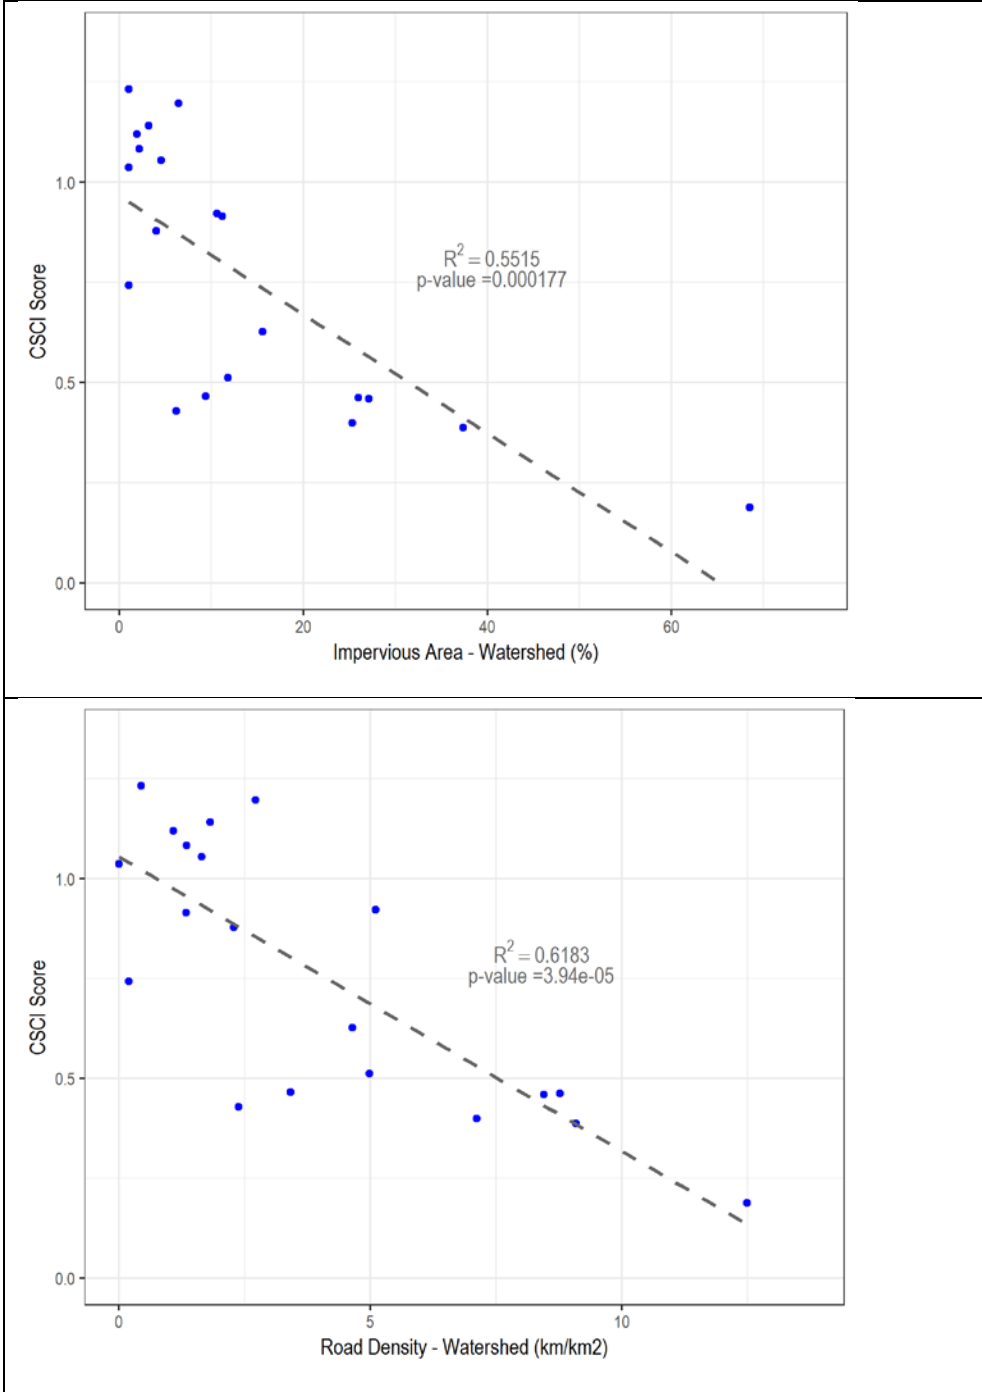 1.0
0.5
0.0
CSCI Score
R² = 0.5515
p-value =0.000177
0 20 40 60
Impervious Area - Watershed (%)
1.0
0.5
0.0
CSCI Score
R² = 0.6183
p-value =3.94e-05
0 5 10
Road Density - Watershed (km/km2)